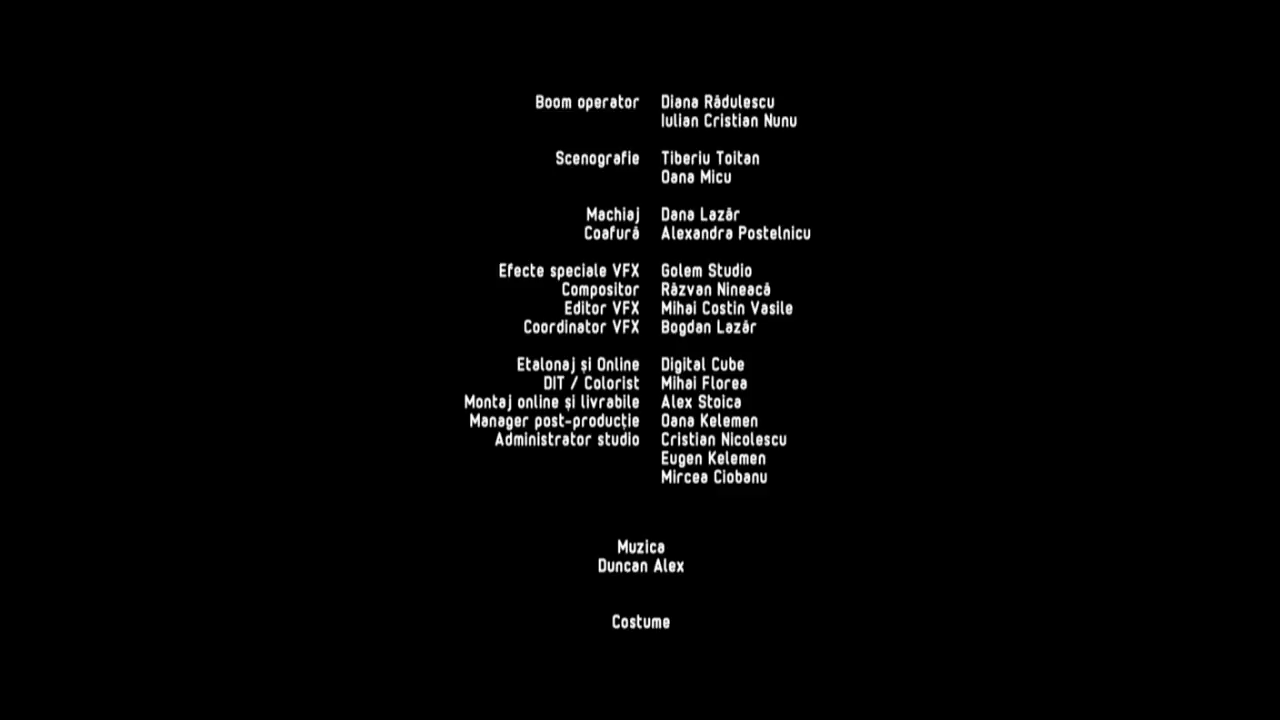 Boom operator Diana Rădulescu
Iulian Cristian Nunu
Scenografie Tiberiu Toitan
Oana Micu
Machiaj Dana Lazăr
Coafură Alexandra Postelnicu
Efecte speciale VFX Golem Studio
Compositor Răzvan Nineacă
Editor VFX Mihai Costin Vasile
Coordinator VFX Bogdan Lazăr
Etalonaj și Online Digital Cube
DIT / Colorist Mihai Florea
Montaj online și livrabile Alex Stoica
Manager post-producție Oana Kelemen
Administrator studio Cristian Nicolescu
Eugen Kelemen
Mircea Ciobanu
Muzica
Duncan Alex
Costume